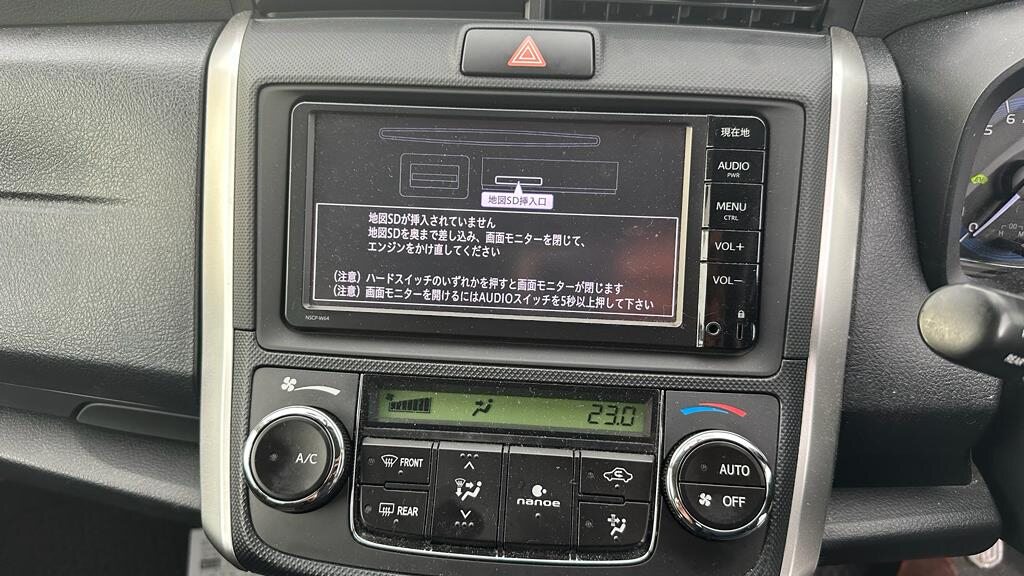 現在地
AUDIO
PWR
MENU
CTRL
VOL+
VOL−
地図SD挿入口
地図SDが挿入されていません
地図SDを奥まで差し込み、画面モニターを閉じて、
エンジンをかけ直してください
（注意）ハードスイッチのいずれかを押すと画面モニターが閉じます
（注意）画面モニターを開けるにはAUDIOスイッチを5秒以上押して下さい
NSCP-W64
23.0
A/C
FRONT
REAR
nanoe
AUTO
OFF
5
6